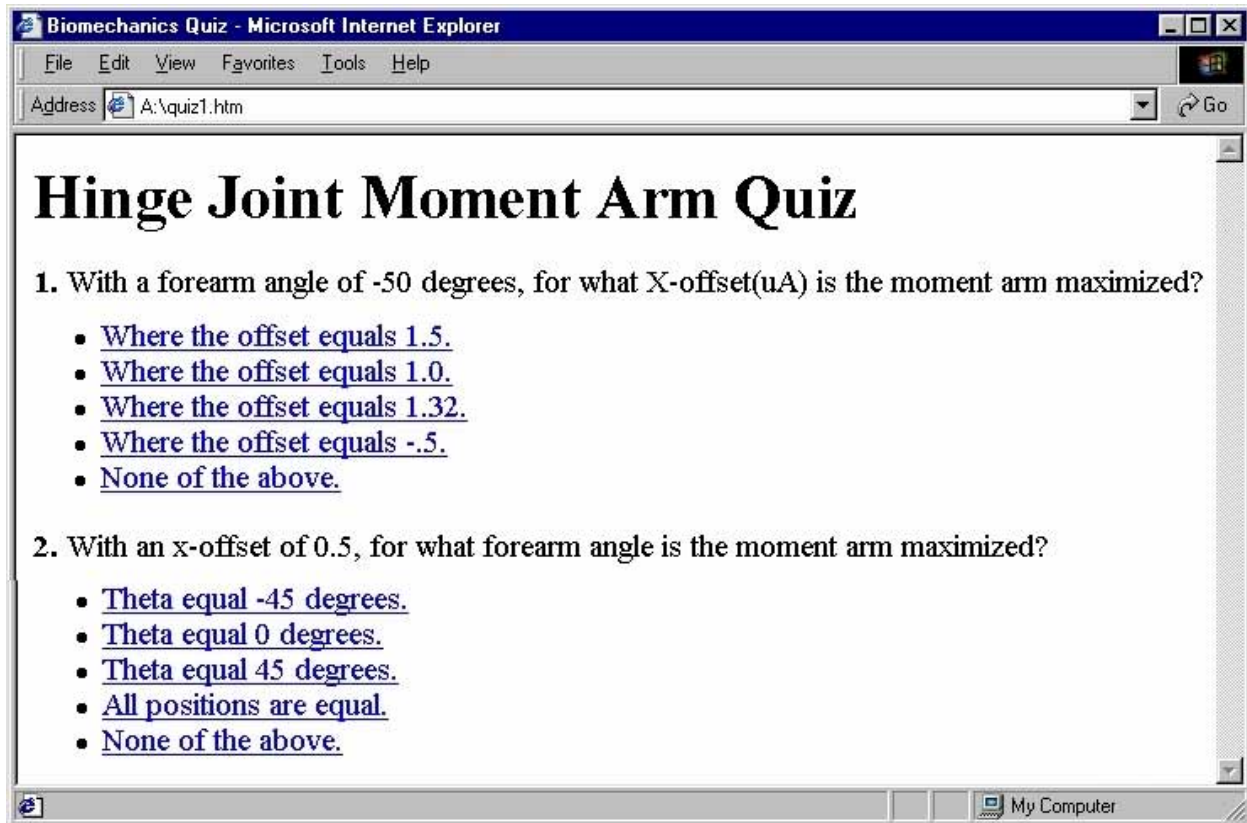 Biomechanics Quiz - Microsoft Internet Explorer
File Edit View Favorites Tools Help
Address A:\quiz1.htm Go
Hinge Joint Moment Arm Quiz
1. With a forearm angle of -50 degrees, for what X-offset(uA) is the moment arm maximized?
• Where the offset equals 1.5.
• Where the offset equals 1.0.
• Where the offset equals 1.32.
• Where the offset equals -.5.
• None of the above.
2. With an x-offset of 0.5, for what forearm angle is the moment arm maximized?
• Theta equal -45 degrees.
• Theta equal 0 degrees.
• Theta equal 45 degrees.
• All positions are equal.
• None of the above.
My Computer